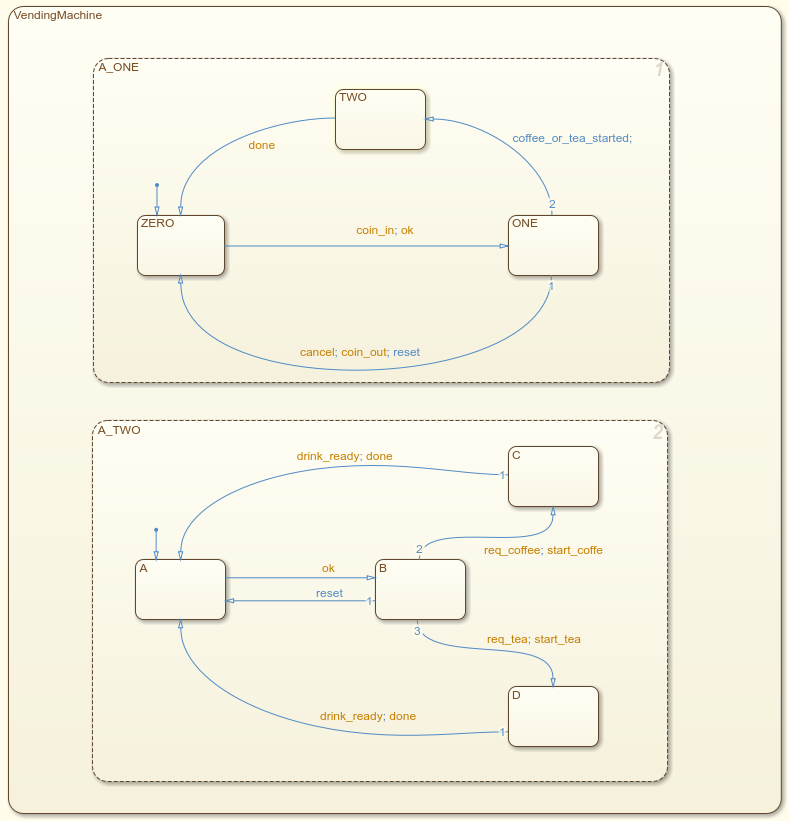 VendingMachine
A_ONE
1
TWO
done
coffee_or_tea_started;
2
ZERO
coin_in; ok
ONE
1
cancel; coin_out; reset
A_TWO
2
drink_ready; done
1
C
2
req_coffee; start_coffe
A
ok
B
reset
1
3
req_tea; start_tea
D
drink_ready; done
1